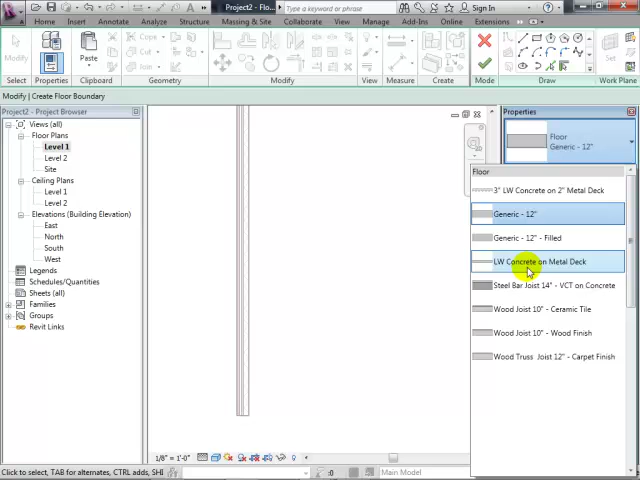 Project2 - Flo...
Sign In
Home Insert Annotate Analyze Structure Massing & Site Collaborate View Manage Add-Ins Online Extensions
Modify Paste Cope Cut Join
Select Properties Clipboard Geometry Modify View Measure Create Mode Draw Work Plane
Modify | Create Floor Boundary
Project2 - Project Browser
Views (all)
Floor Plans
Level 1
Level 2
Site
Ceiling Plans
Level 1
Level 2
Elevations (Building Elevation)
East
North
South
West
Legends
Schedules/Quantities
Sheets (all)
Families
Groups
Revit Links
Properties
Floor
Generic - 12"
Floor
3" LW Concrete on 2" Metal Deck
Generic - 12"
Generic - 12" - Filled
LW Concrete on Metal Deck
Steel Bar Joist 14" - VCT on Concrete
Wood Joist 10" - Ceramic Tile
Wood Joist 10" - Wood Finish
Wood Truss Joist 12" - Carpet Finish
1/8" = 1'-0"
Click to select, TAB for alternates, CTRL adds, SHI
:0
Main Model